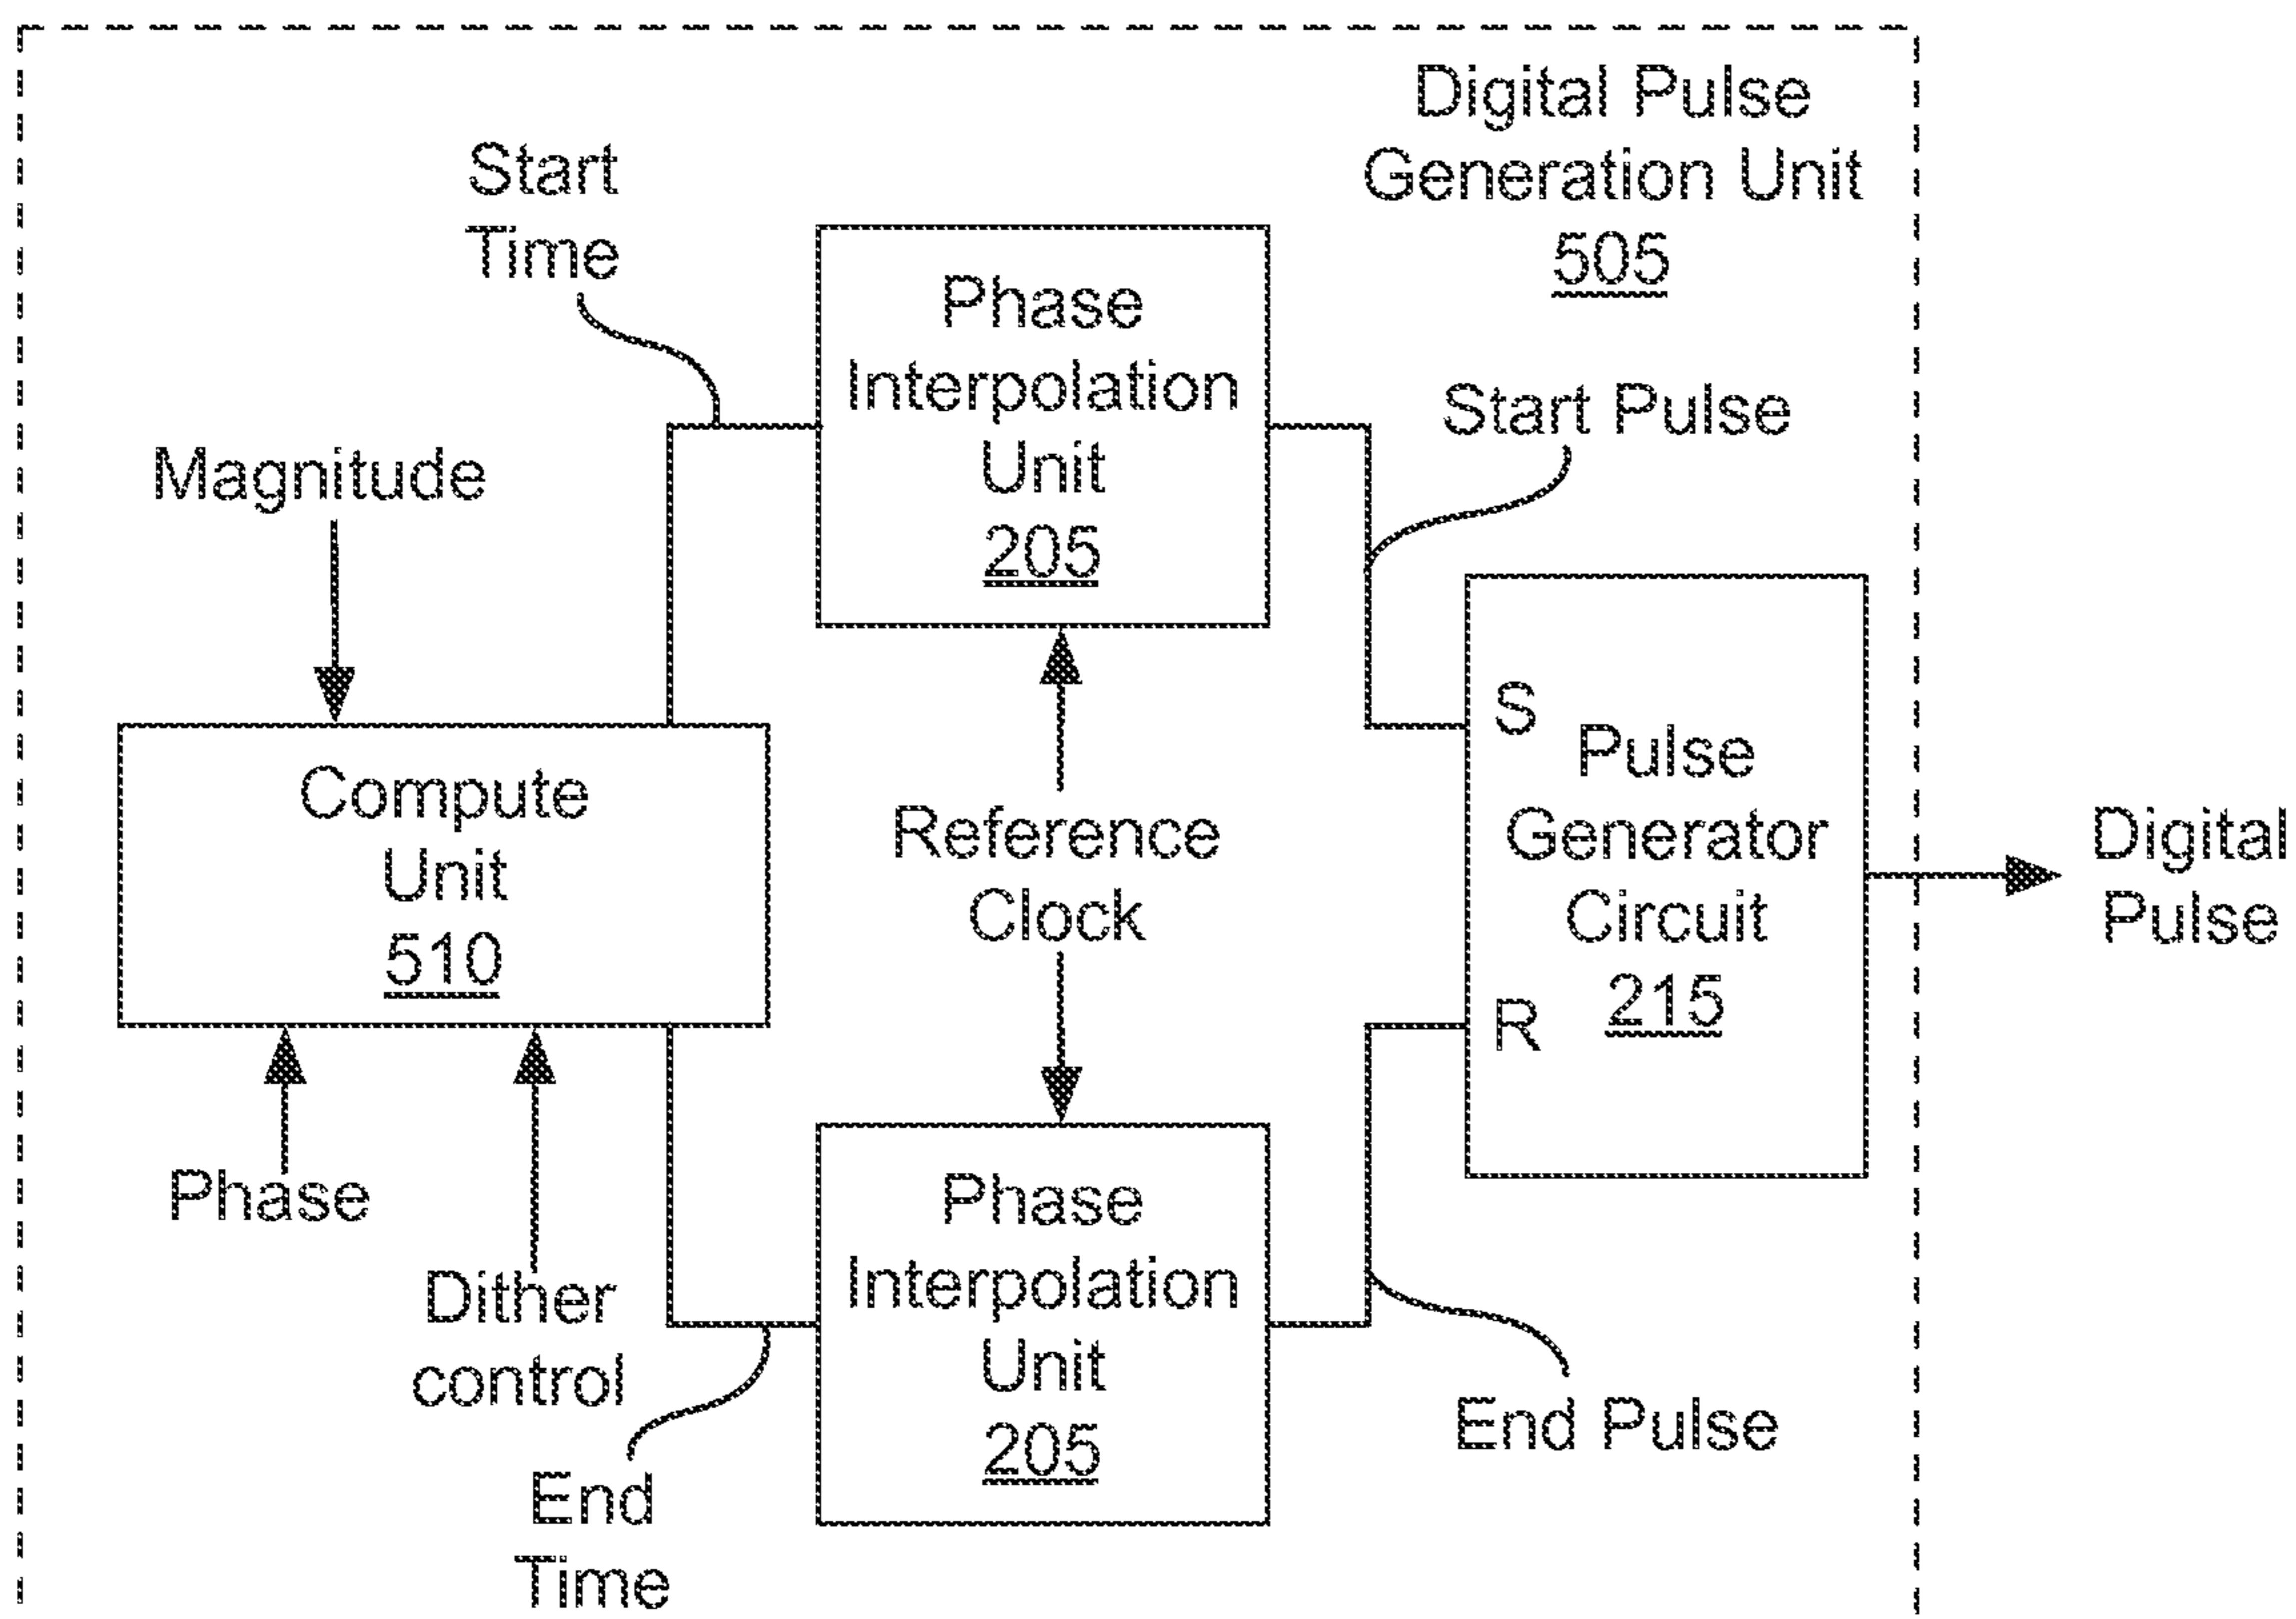 Digital Pulse
Generation Unit
505
Start
Time
Phase
Interpolation
Unit
205
Start Pulse
Magnitude
S
Pulse
Generator
Circuit
215
R
Compute
Unit
510
Reference
Clock
Digital
Pulse
Phase
Dither
control
Phase
Interpolation
Unit
205
End Pulse
End
Time